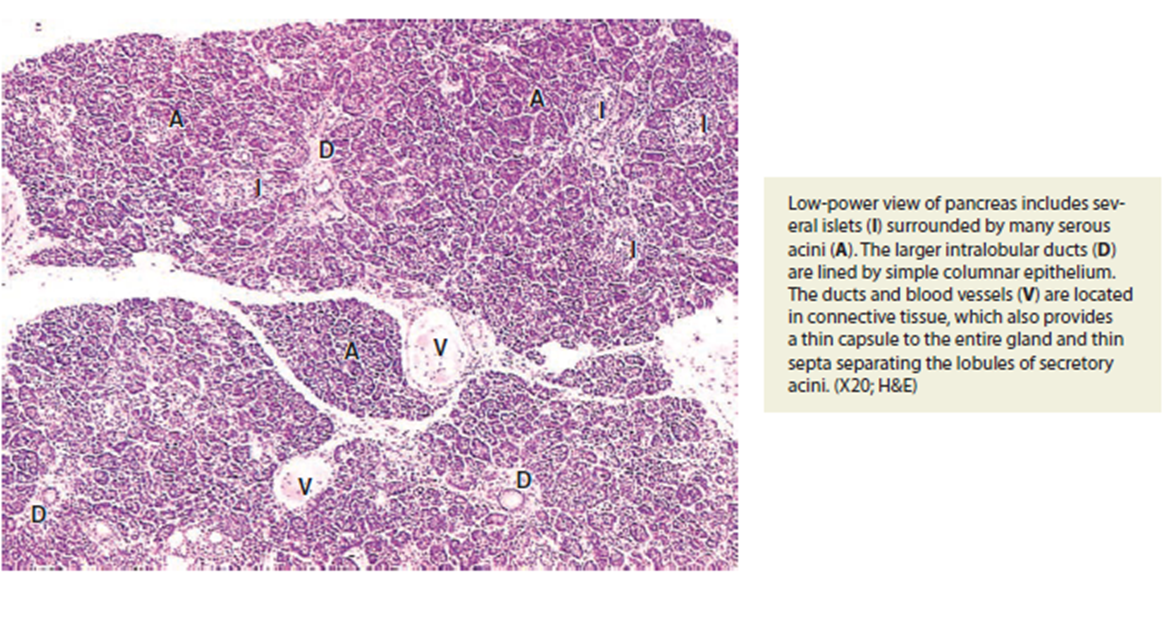 A
A
I
I
D
I
I
A
V
V
D
D
Low-power view of pancreas includes sev-
eral islets (I) surrounded by many serous
acini (A). The larger intralobular ducts (D)
are lined by simple columnar epithelium.
The ducts and blood vessels (V) are located
in connective tissue, which also provides
a thin capsule to the entire gland and thin
septa separating the lobules of secretory
acini. (X20; H&E)